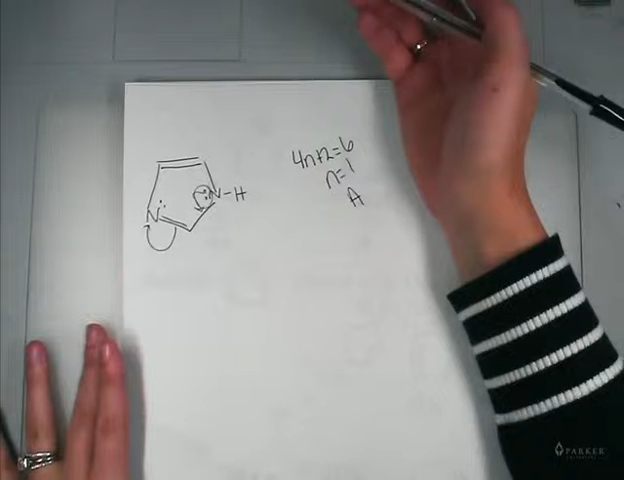 4n+2=6
n=1
A
N-H
N
PARKER